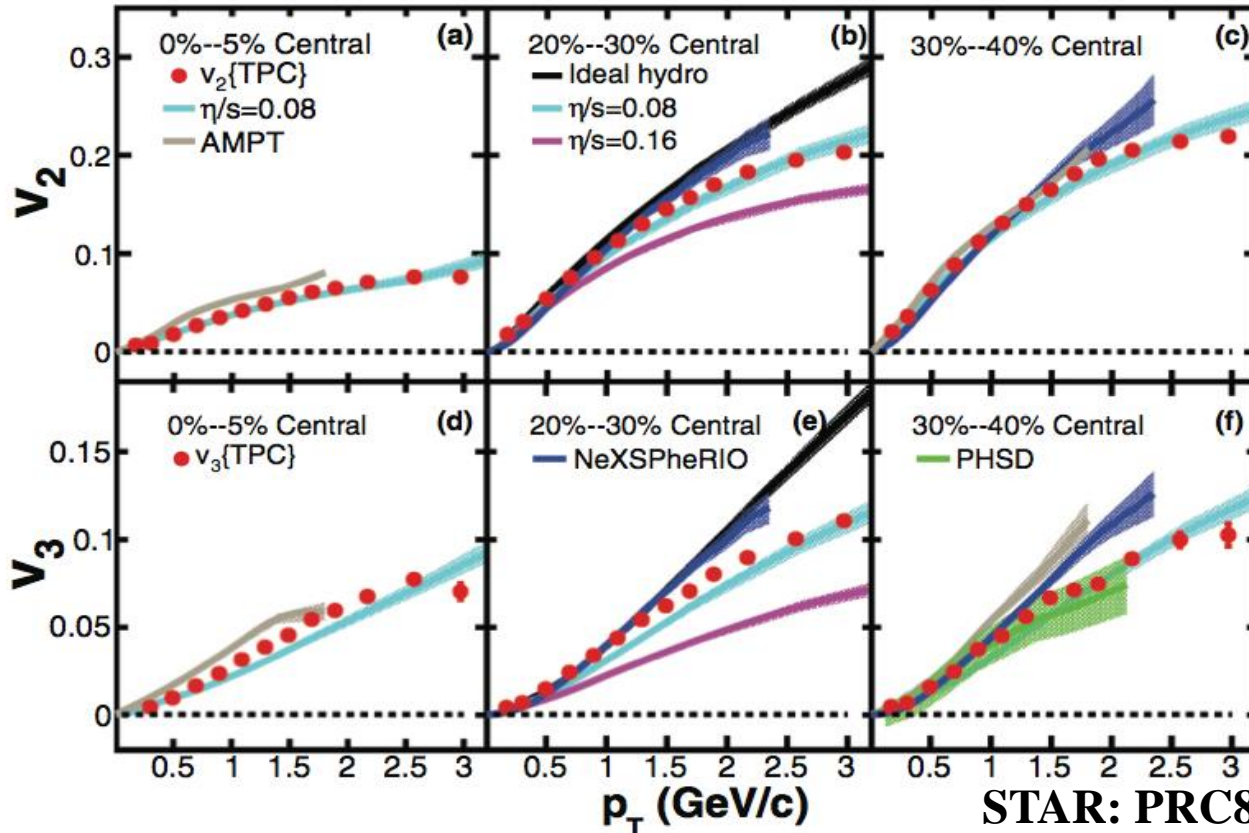 0%--5% Central (a)
v2{TPC}
η/s=0.08
AMPT
20%--30% Central (b)
Ideal hydro
η/s=0.08
η/s=0.16
30%--40% Central (c)
0.3
0.2
0.1
0
v2
0%--5% Central (d)
v3{TPC}
20%--30% Central (e)
NeXSPheRIO
30%--40% Central (f)
PHSD
0.15
0.1
0.05
0
v3
0.5 1 1.5 2 2.5 3 0.5 1 1.5 2 2.5 3 0.5 1 1.5 2 2.5 3
pT (GeV/c)
STAR: PRC8